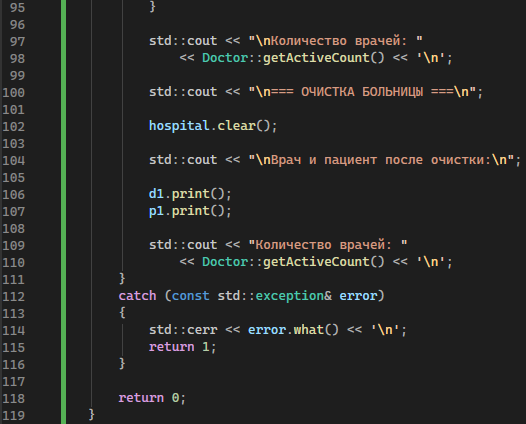 95 }
96
97 std::cout << "\nКоличество врачей: "
98 << Doctor::getActiveCount() << '\n';
99
100 std::cout << "\n=== ОЧИСТКА БОЛЬНИЦЫ ===\n";
101
102 hospital.clear();
103
104 std::cout << "\nВрач и пациент после очистки:\n";
105
106 d1.print();
107 p1.print();
108
109 std::cout << "Количество врачей: "
110 << Doctor::getActiveCount() << '\n';
111 }
112 catch (const std::exception& error)
113 {
114 std::cerr << error.what() << '\n';
115 return 1;
116 }
117
118 return 0;
119 }